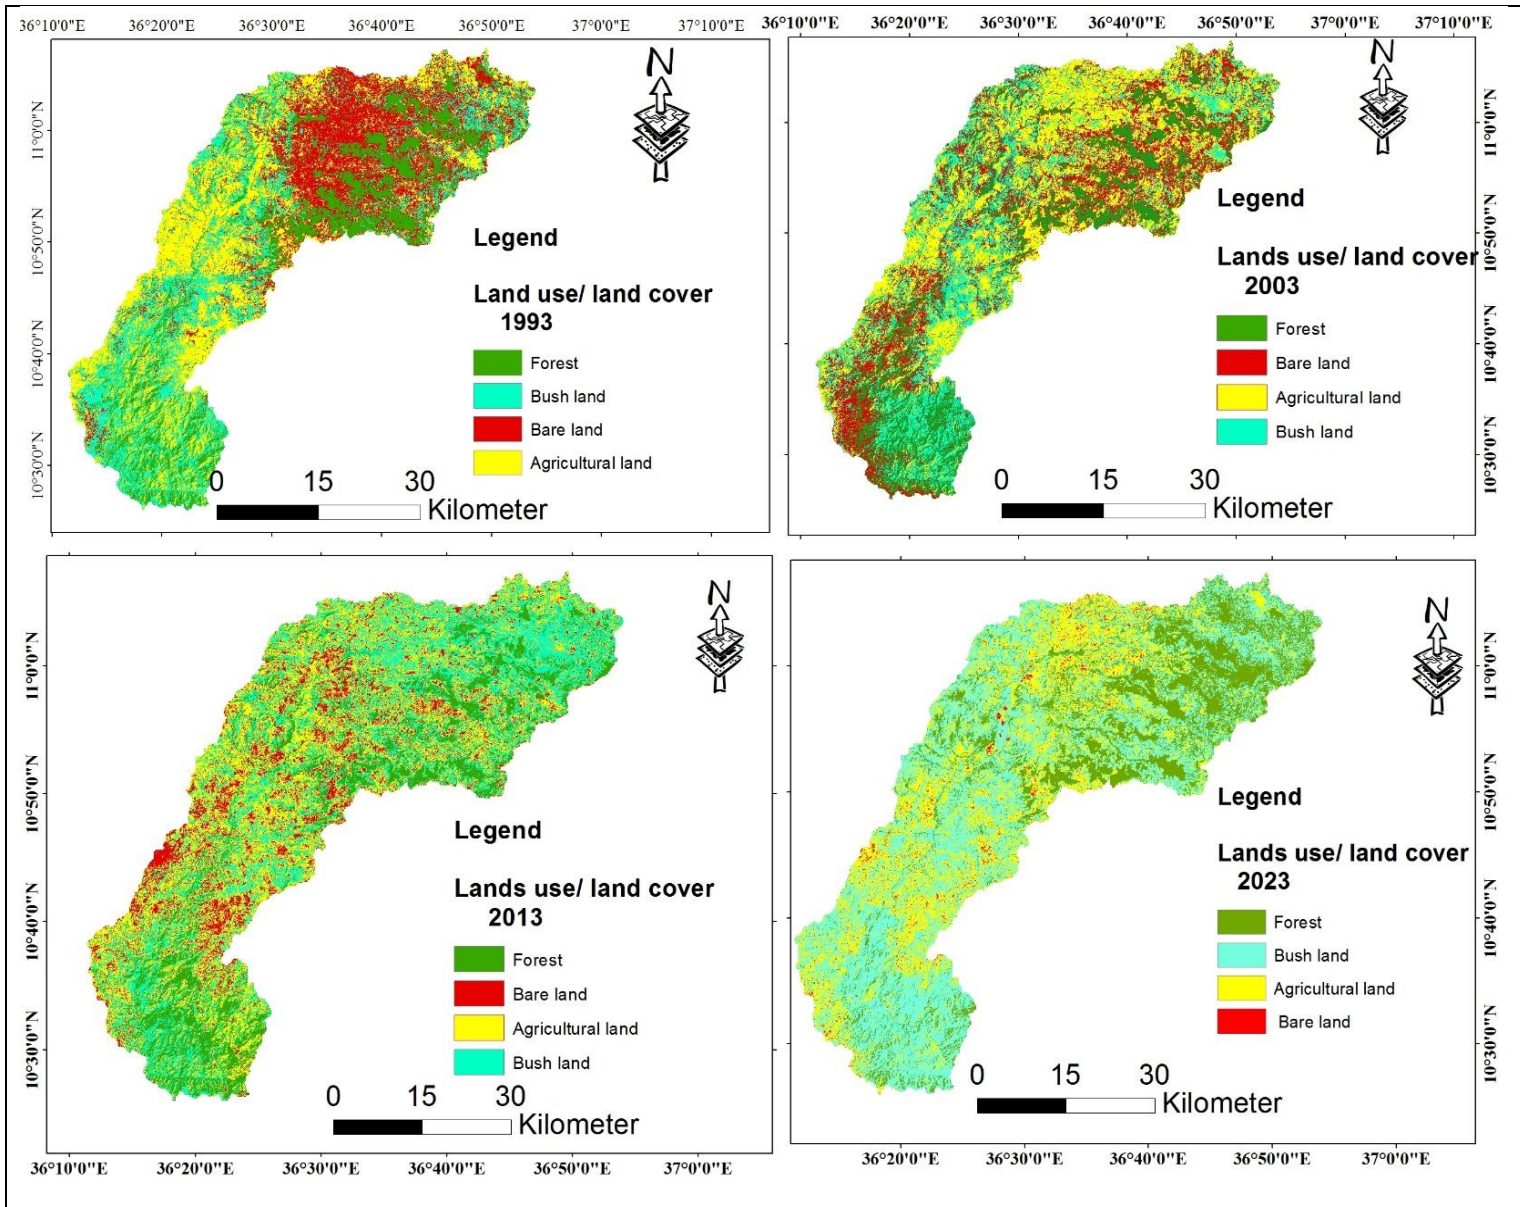 36°10'0"E 36°20'0"E 36°30'0"E 36°40'0"E 36°50'0"E 37°0'0"E 37°10'0"E
11°0'0"N
10°50'0"N
10°40'0"N
10°30'0"N
N
Legend
Land use/ land cover
1993
Forest
Bush land
Bare land
Agricultural land
0 15 30
Kilometer
36°10'0"E 36°20'0"E 36°30'0"E 36°40'0"E 36°50'0"E 37°0'0"E 37°10'0"E
N
Legend
Lands use/ land cover
2003
Forest
Bare land
Agricultural land
Bush land
0 15 30
Kilometer
11°0'0"N
10°50'0"N
10°40'0"N
10°30'0"N
11°0'0"N
10°50'0"N
10°40'0"N
10°30'0"N
N
Legend
Lands use/ land cover
2013
Forest
Bare land
Agricultural land
Bush land
0 15 30
Kilometer
36°10'0"E 36°20'0"E 36°30'0"E 36°40'0"E 36°50'0"E 37°0'0"E
N
Legend
Lands use/ land cover
2023
Forest
Bush land
Agricultural land
Bare land
0 15 30
Kilometer
11°0'0"N
10°50'0"N
10°40'0"N
10°30'0"N
36°20'0"E 36°30'0"E 36°40'0"E 36°50'0"E 37°0'0"E